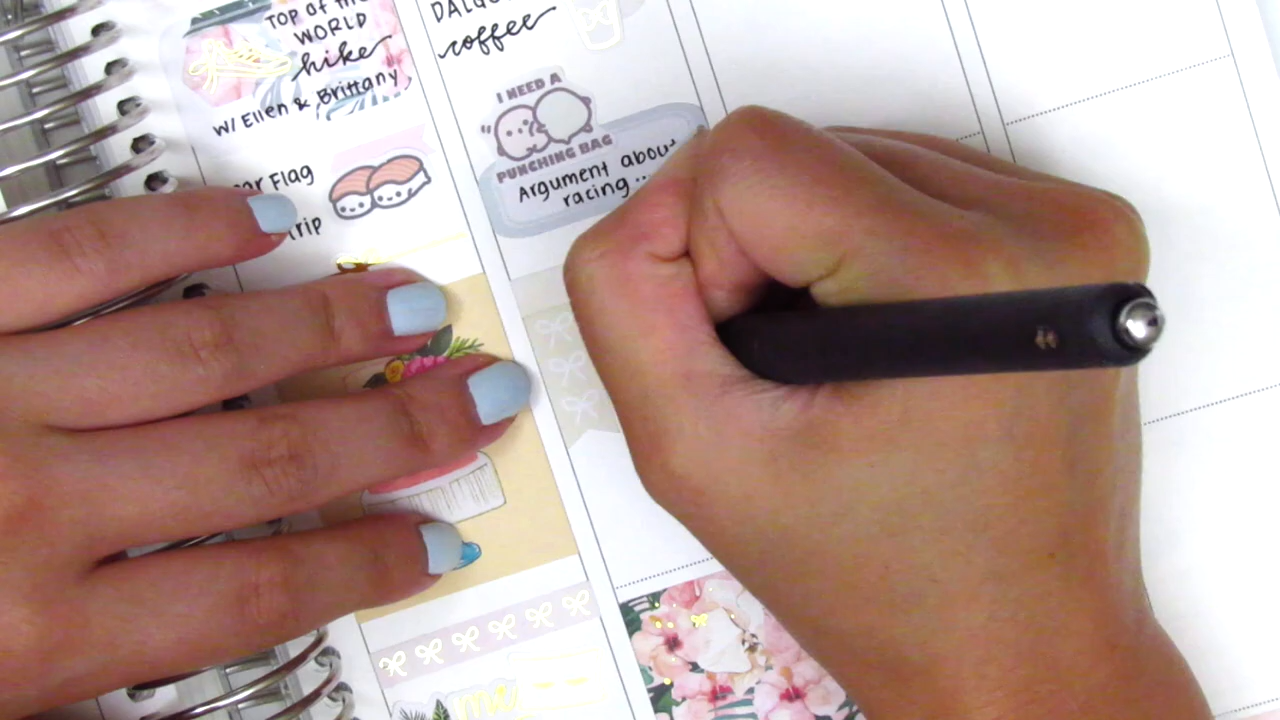 TOP OF THE
WORLD
hike
W/ Ellen & Brittany
Flag
trip
coffee
I NEED A
PUNCHING BAG
Argument about
racing...